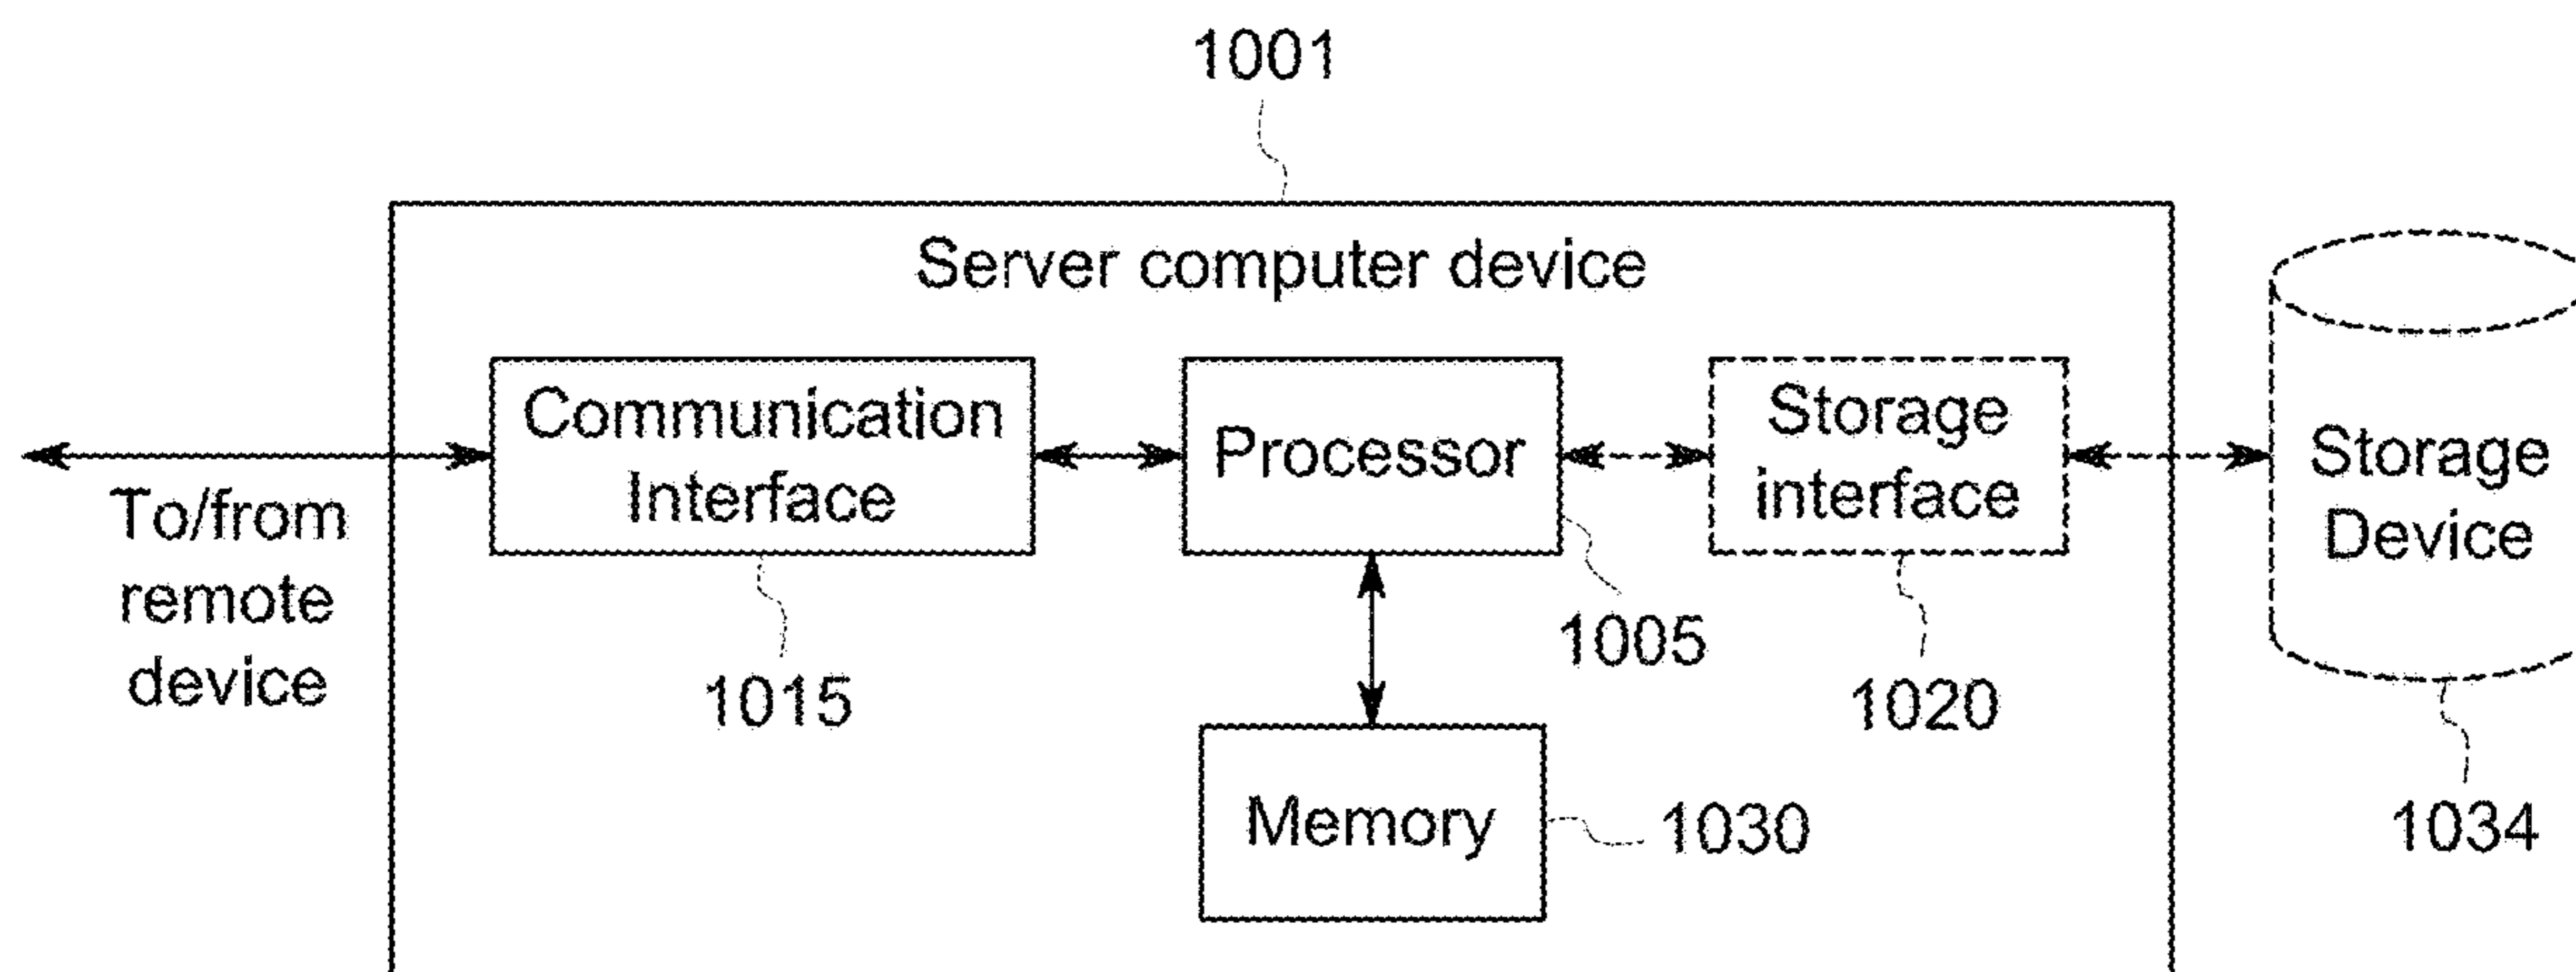 1001
Server computer device
Communication
Interface
Processor
Storage
interface
Storage
Device
To/from
remote
device
1015
1005
1020
1034
Memory
1030